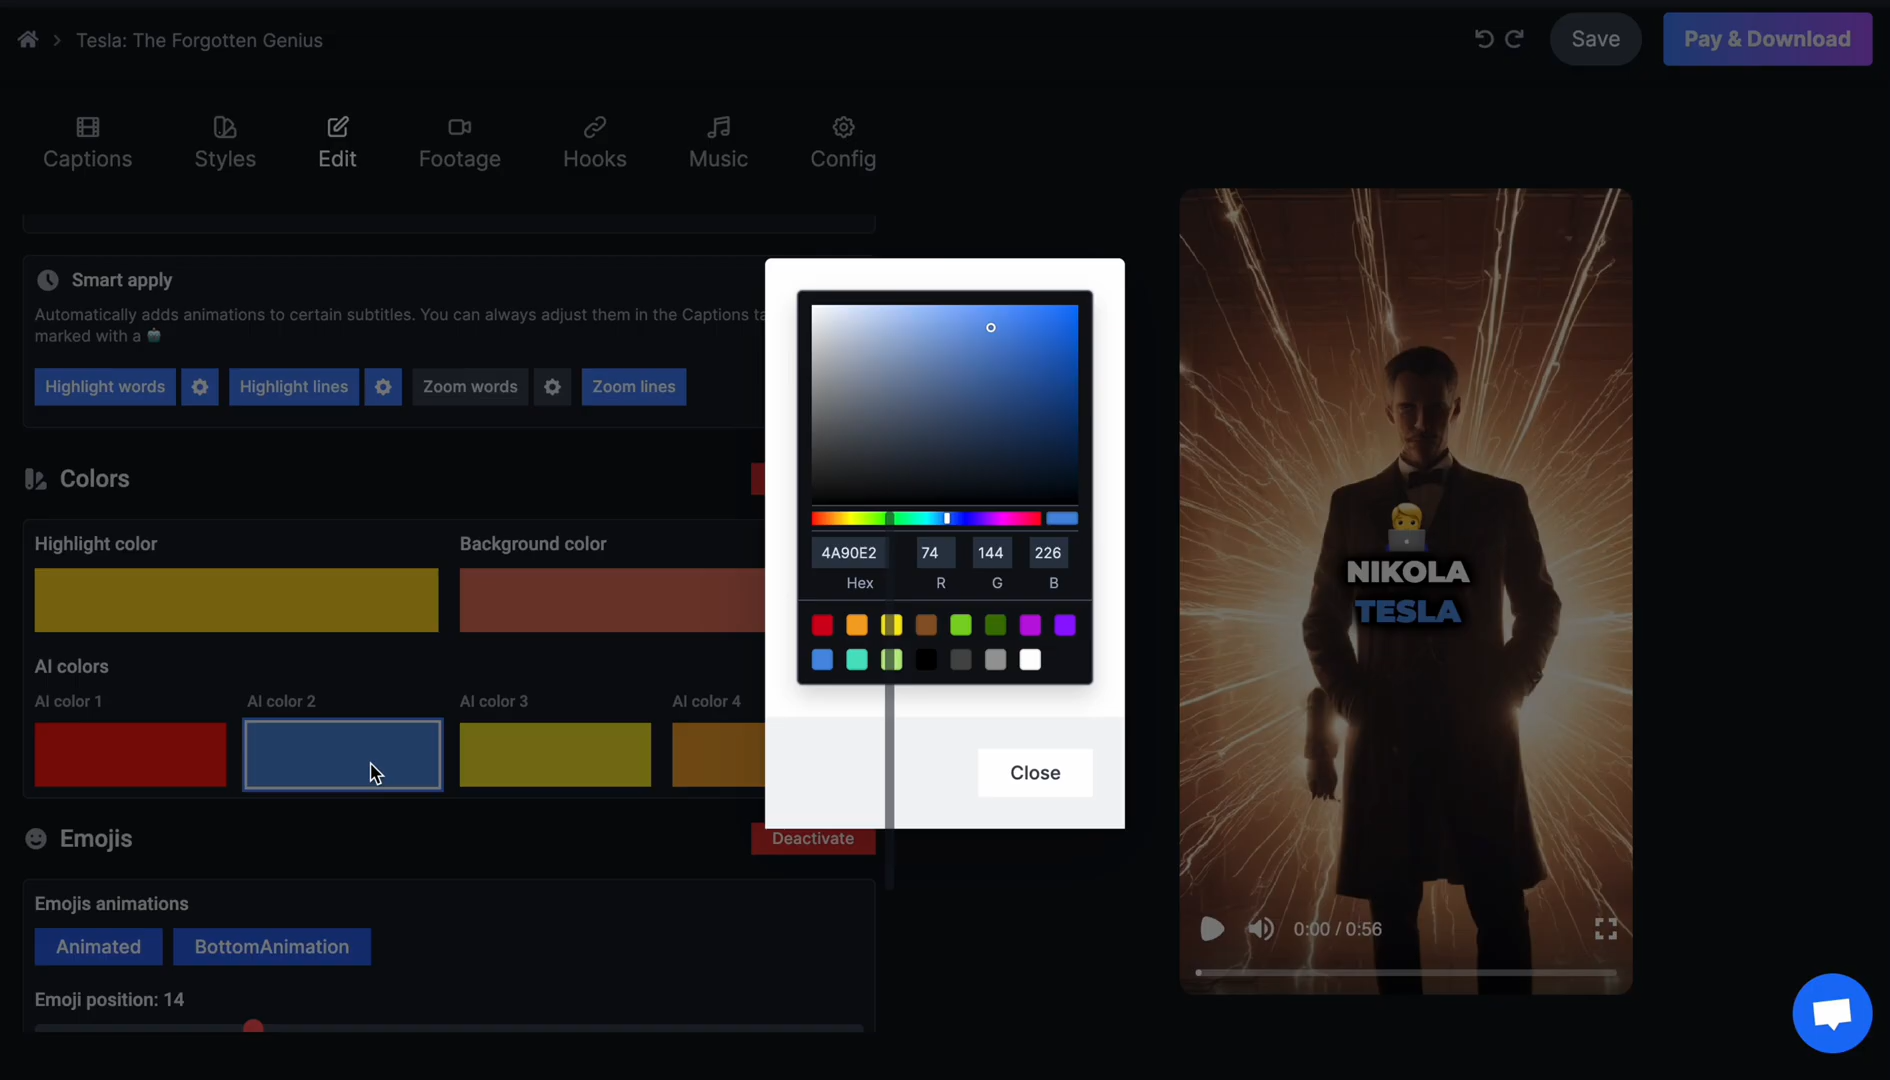 Tesla: The Forgotten Genius
Save
Pay & Download
Captions
Styles
Edit
Footage
Hooks
Music
Config
Smart apply
Automatically adds animations to certain subtitles. You can always adjust them in the Captions
marked with a
Highlight words
Highlight lines
Zoom words
Zoom lines
Colors
Highlight color
Background color
AI colors
AI color 1
AI color 2
AI color 3
AI color 4
4A90E2
74
144
226
Hex
R
G
B
Close
Emojis
Deactivate
Emojis animations
Animated
BottomAnimation
Emoji position: 14
NIKOLA
TESLA
0:00 / 0:56